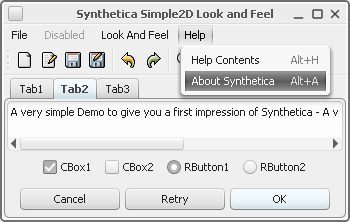 Synthetica Simple2D Look and Feel
File Disabled Look And Feel Help
Help Contents Alt+H
About Synthetica Alt+A
Tab1 Tab2 Tab3
A very simple Demo to give you a first impression of Synthetica - A v
CBox1 CBox2 RButton1 RButton2
Cancel Retry OK